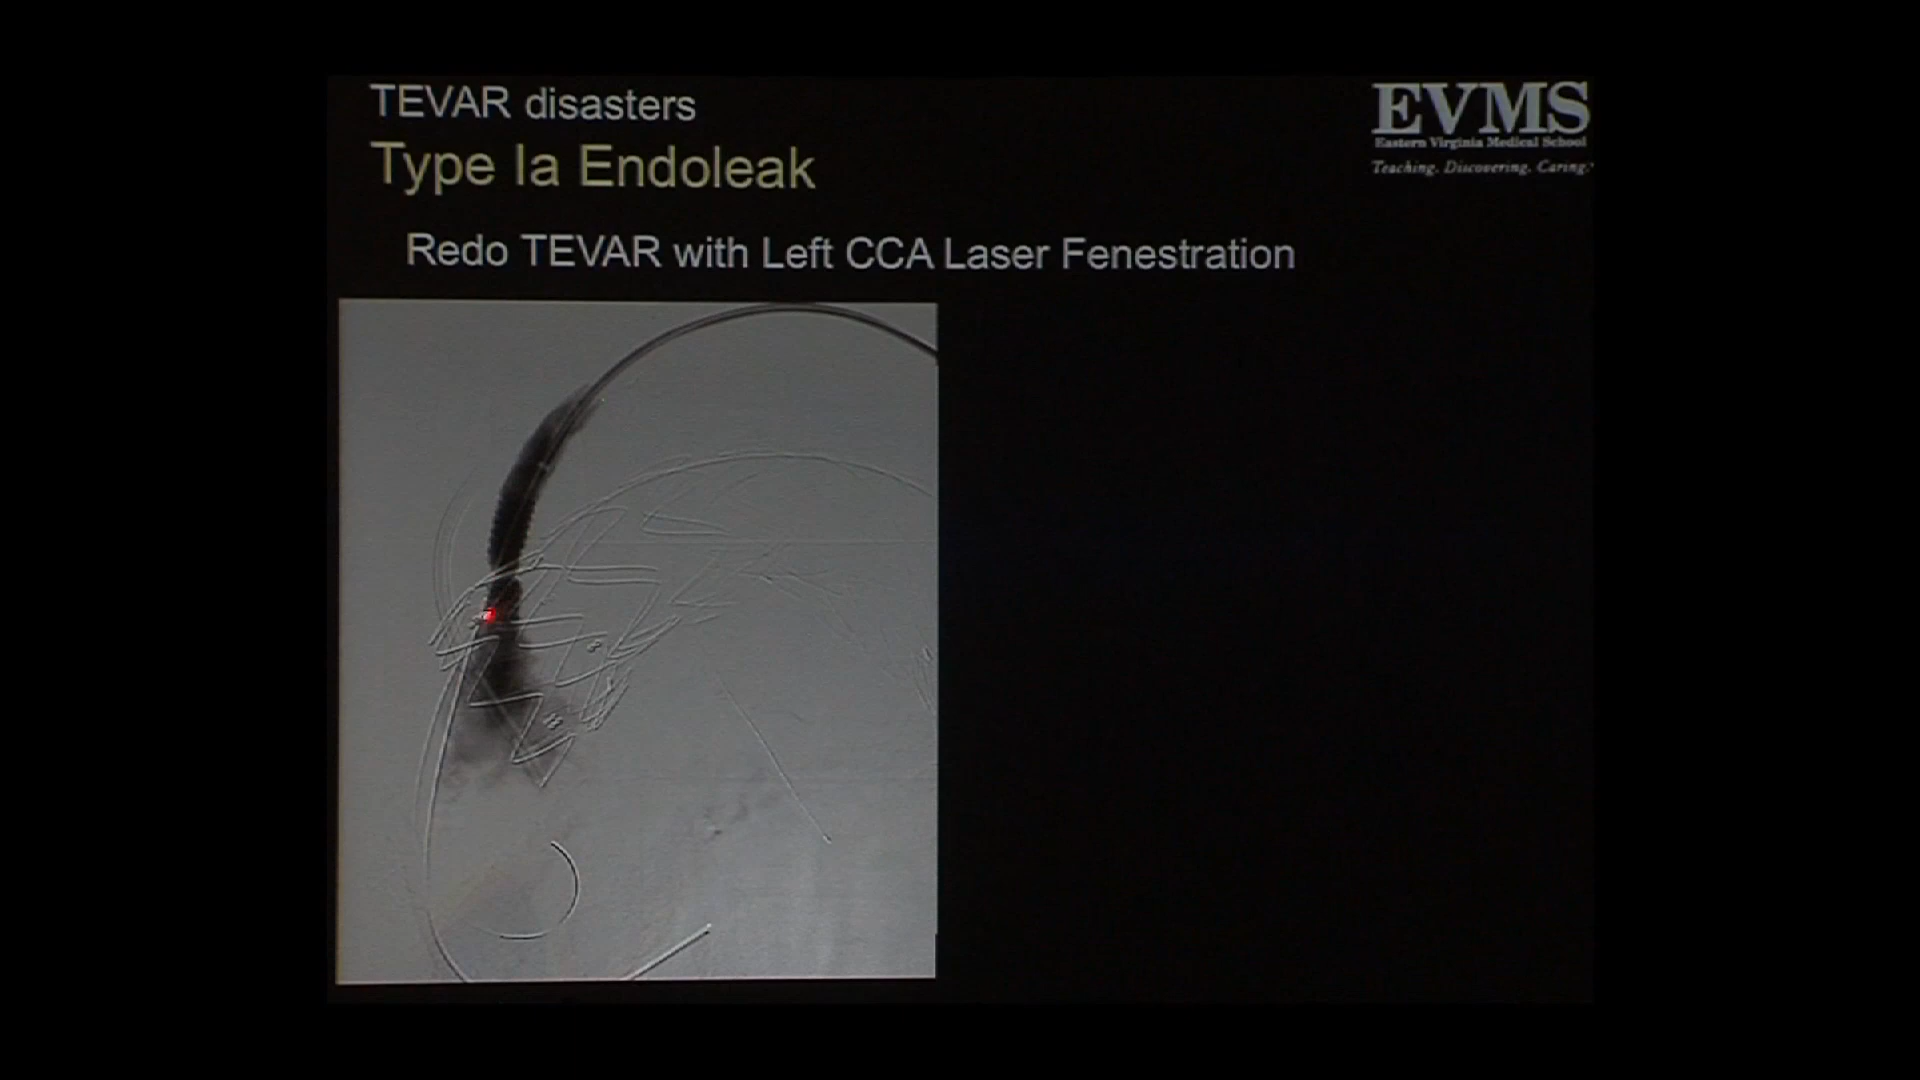 TEVAR disasters
Type Ia Endoleak
Redo TEVAR with Left CCA Laser Fenestration
EVMS
Eastern Virginia Medical School
Teaching. Discovering. Caring.